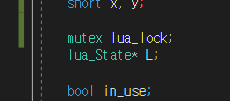 short x, y;
mutex lua_lock;
lua_State* L;
bool in_use;